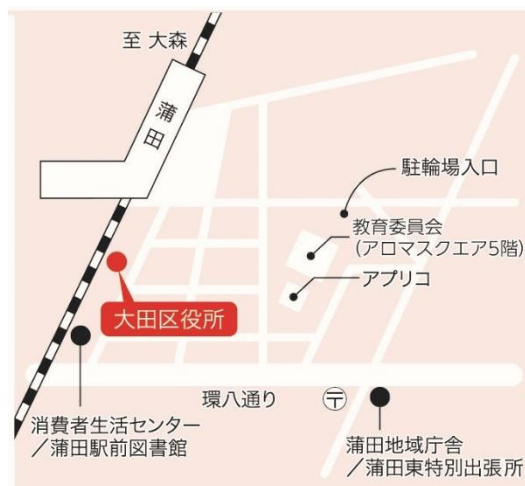 至 大森
蒲田
駐輪場入口
教育委員会
(アロマスクエア5階)
アプリコ
大田区役所
環八通り
〒
消費者生活センター
/蒲田駅前図書館
蒲田地域庁舎
/蒲田東特別出張所